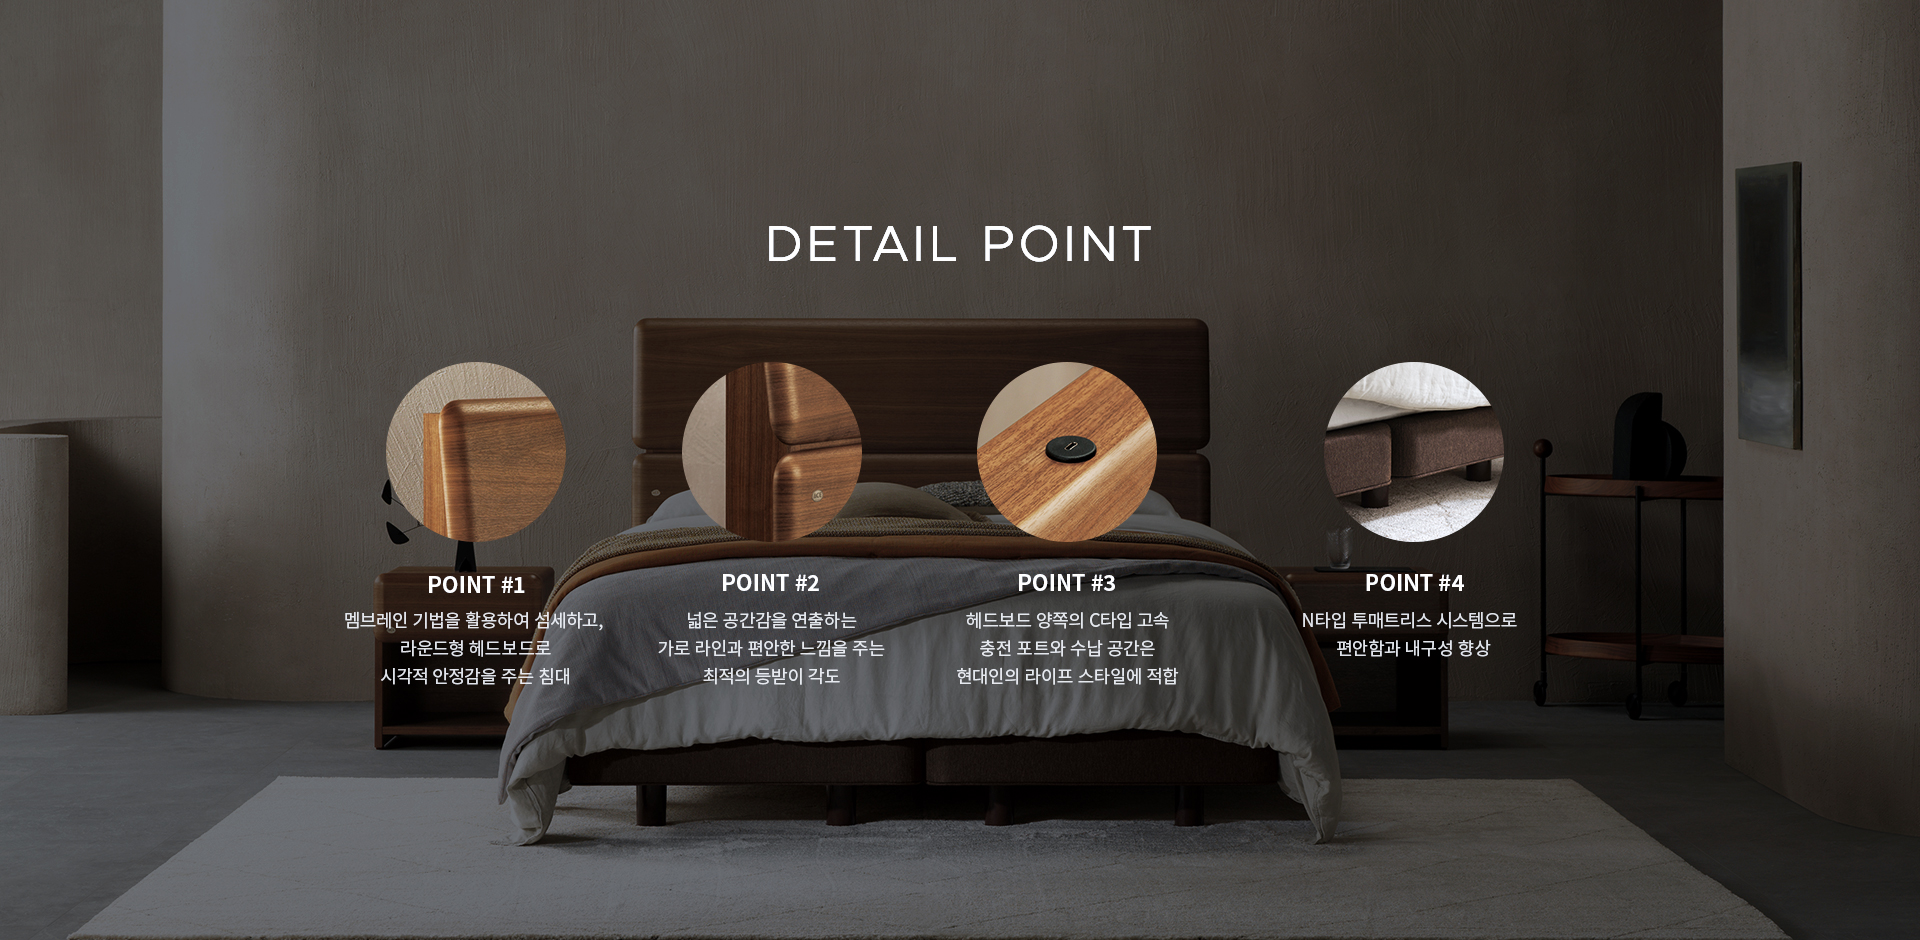 DETAIL POINT
POINT #1
멤브레인 기법을 활용하여 섬세하고,
라운드형 헤드보드로
시각적 안정감을 주는 침대
POINT #2
넓은 공간감을 연출하는
가로 라인과 편안한 느낌을 주는
최적의 등받이 각도
POINT #3
헤드보드 양쪽의 C타입 고속
충전 포트와 수납 공간은
현대인의 라이프 스타일에 적합
POINT #4
N타입 투매트리스 시스템으로
편안함과 내구성 향상